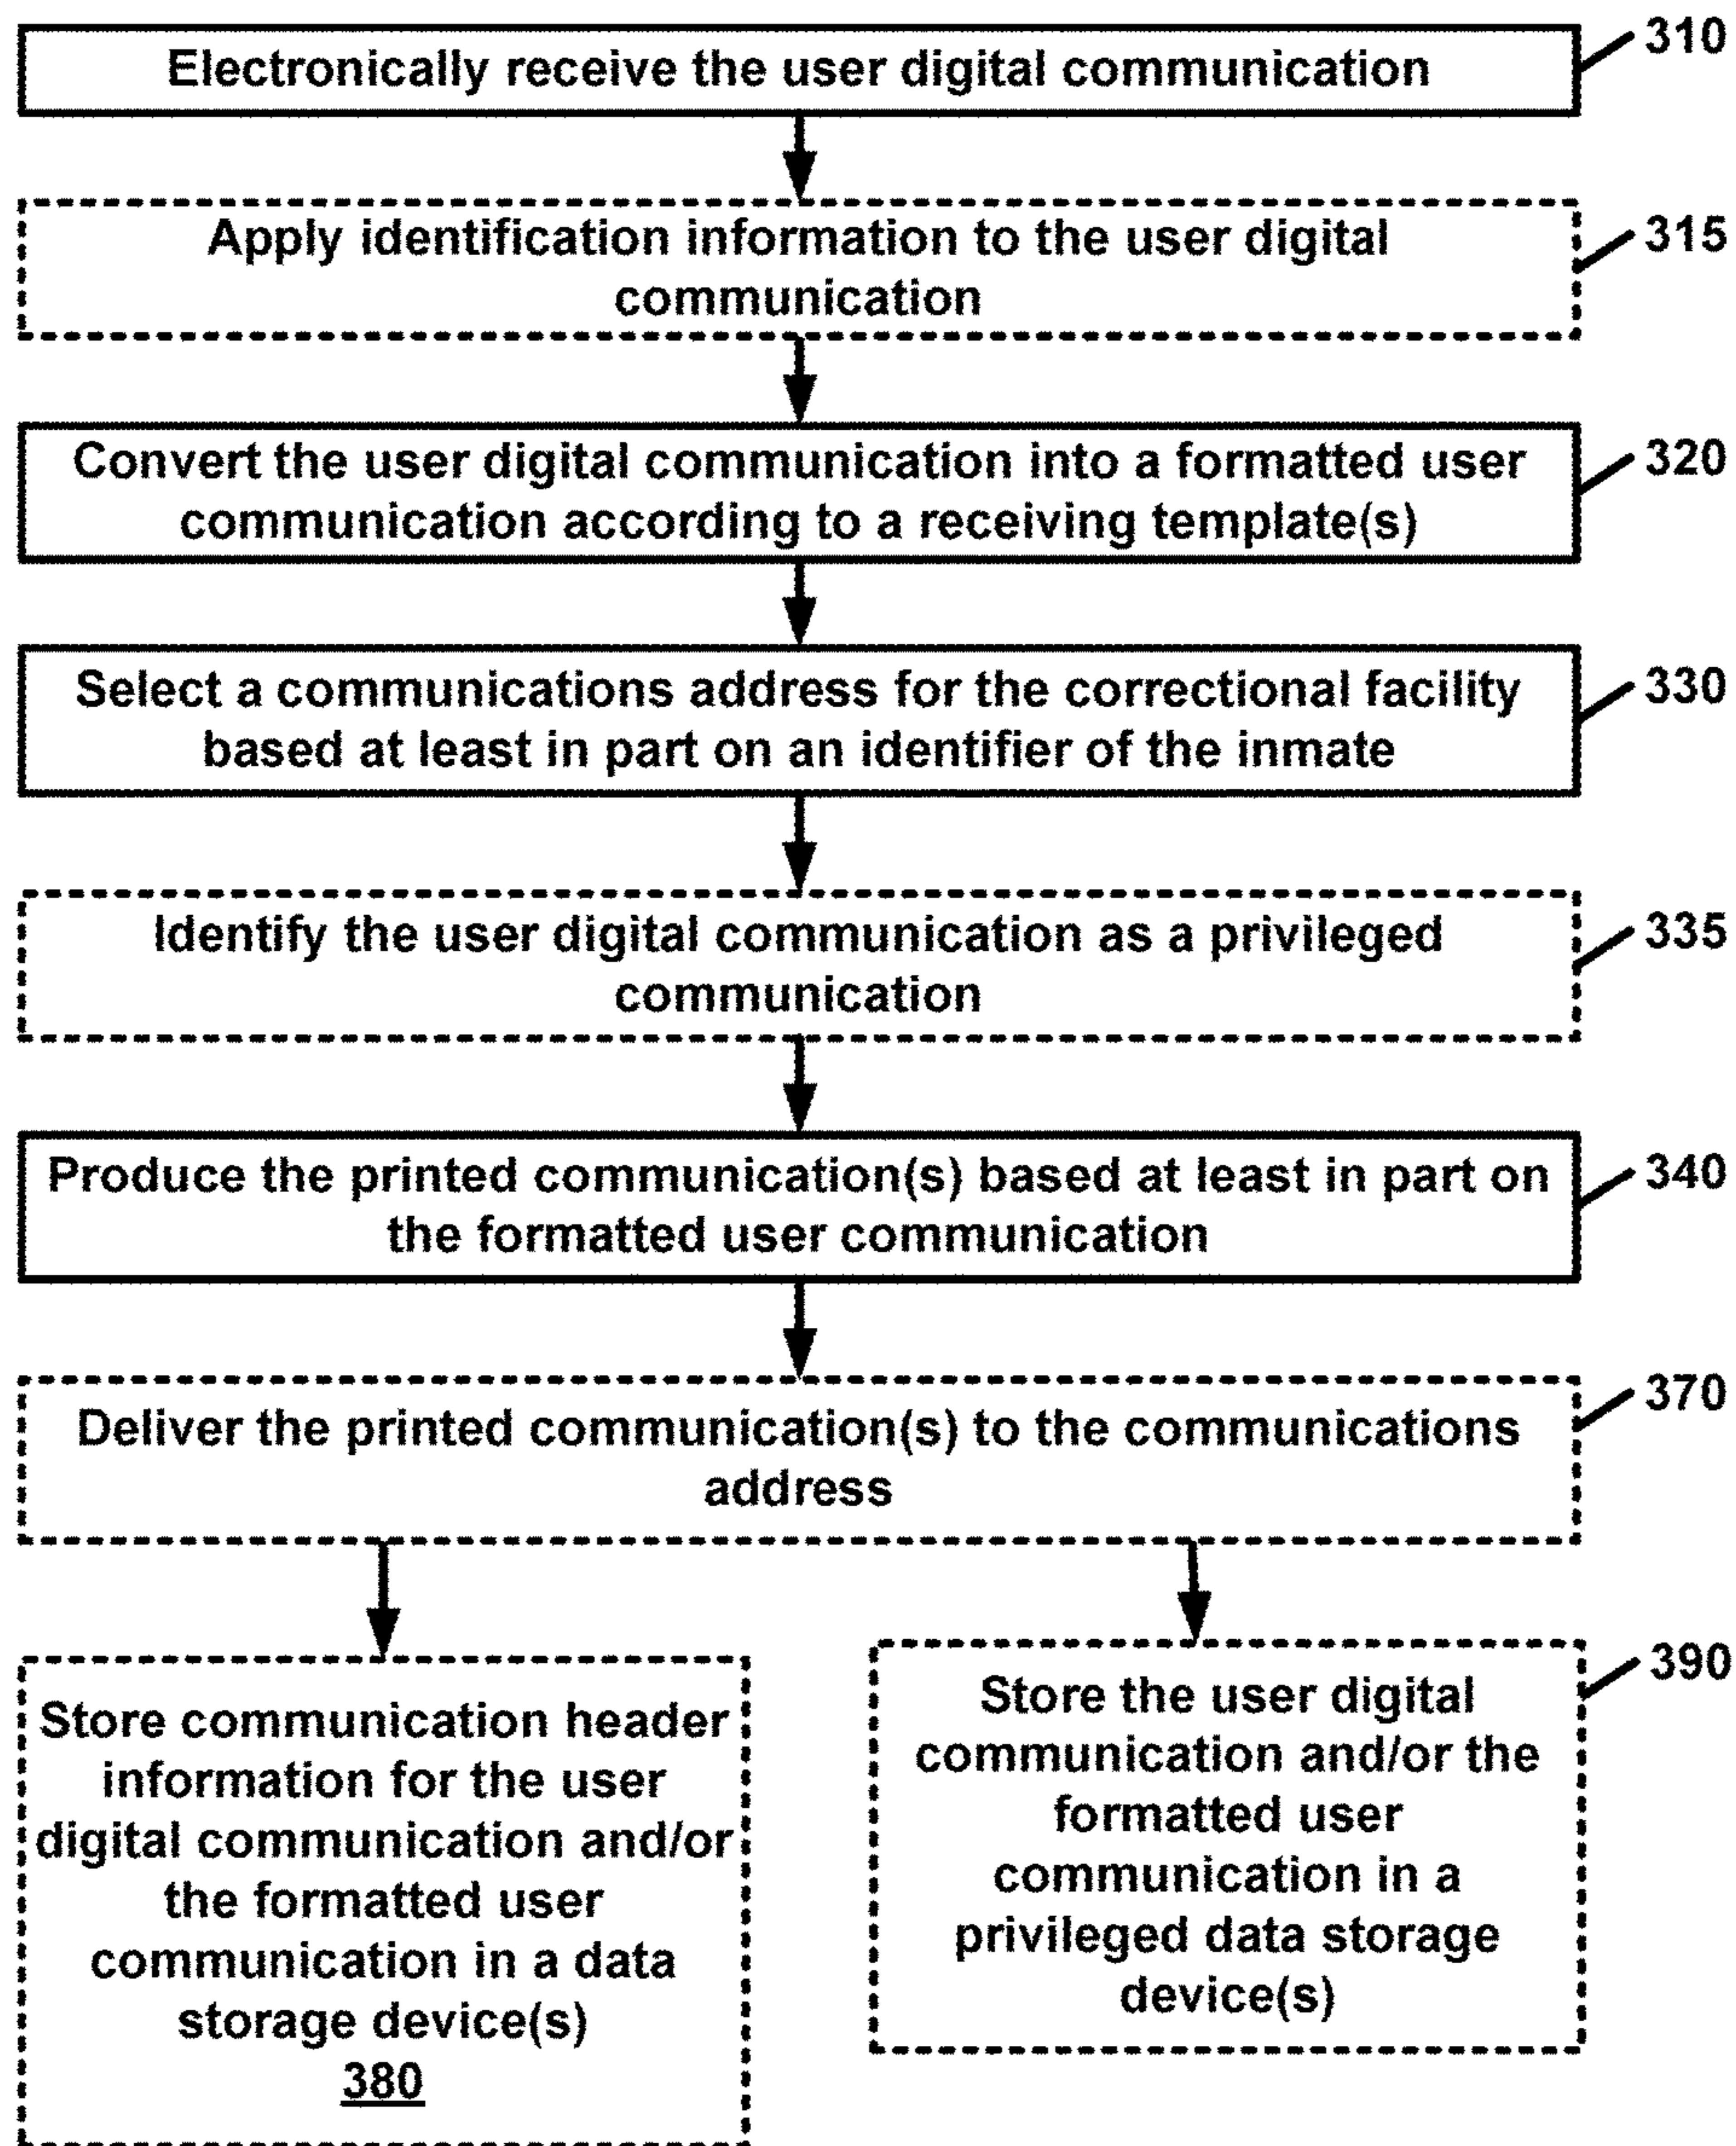 Electronically receive the user digital communication
310
Apply identification information to the user digital
communication
315
Convert the user digital communication into a formatted user
communication according to a receiving template(s)
320
Select a communications address for the correctional facility
based at least in part on an identifier of the inmate
330
Identify the user digital communication as a privileged
communication
335
Produce the printed communication(s) based at least in part on
the formatted user communication
340
Deliver the printed communication(s) to the communications
address
370
Store communication header
information for the user
digital communication and/or
the formatted user
communication in a data
storage device(s)
380
Store the user digital
communication and/or the
formatted user
communication in a
privileged data storage
device(s)
390